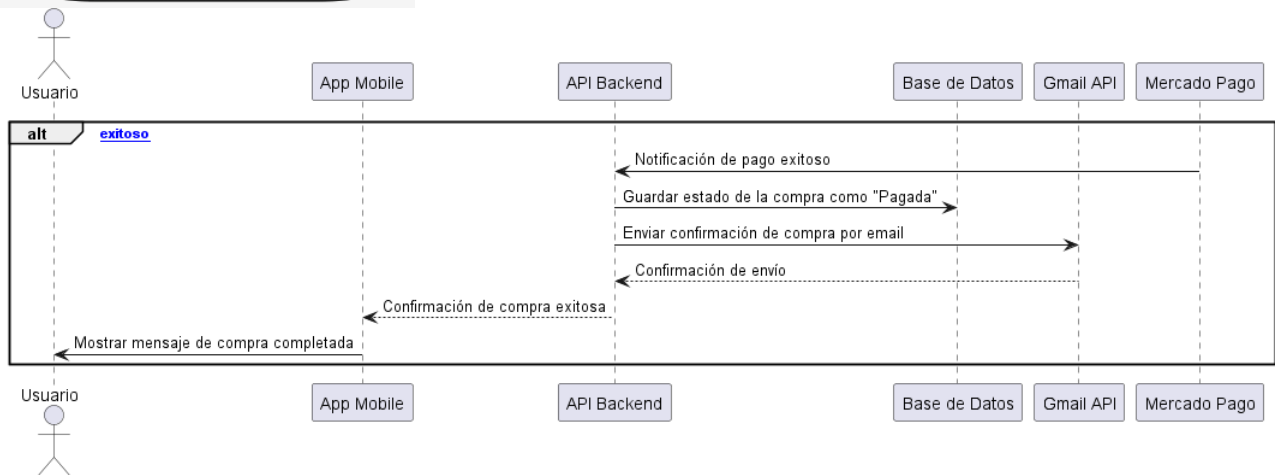 Usuario
App Mobile
API Backend
Base de Datos
Gmail API
Mercado Pago
alt
exitoso
Notificación de pago exitoso
Guardar estado de la compra como "Pagada"
Enviar confirmación de compra por email
Confirmación de envío
Confirmación de compra exitosa
Mostrar mensaje de compra completada
Usuario
App Mobile
API Backend
Base de Datos
Gmail API
Mercado Pago